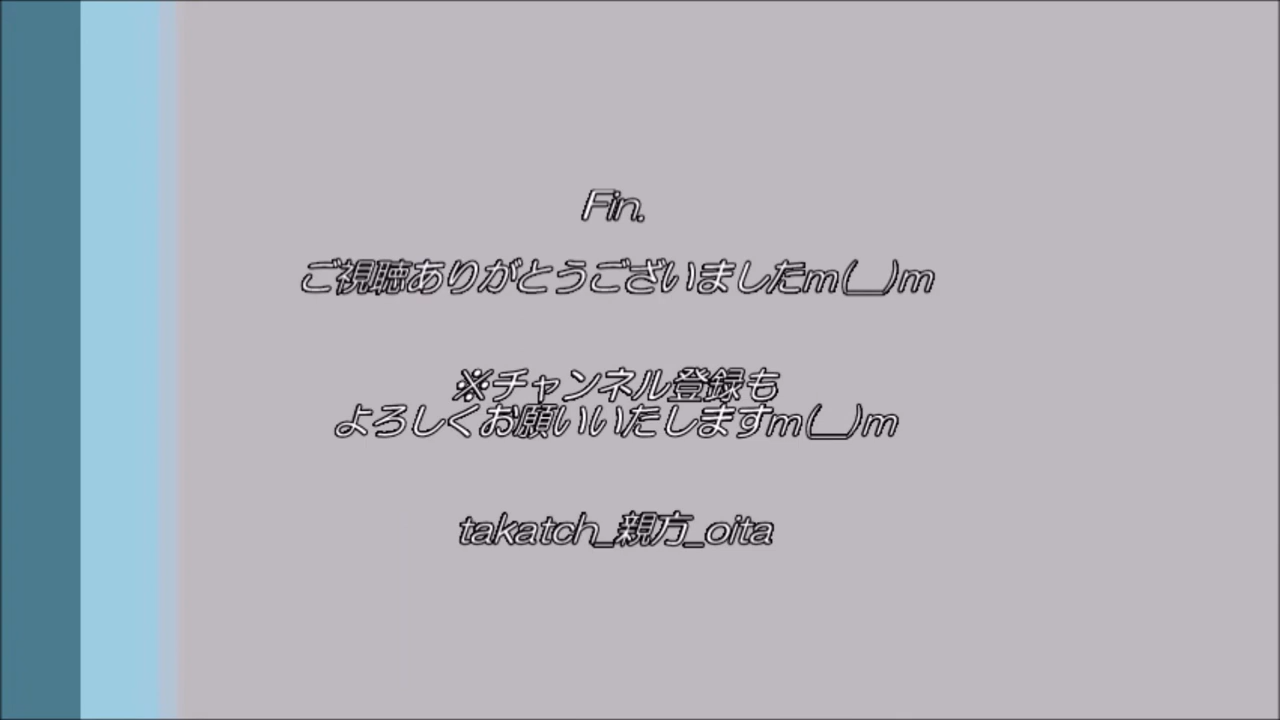 Fin.
ご視聴ありがとうございましたm(__)m
※チャンネル登録も
よろしくお願いいたしますm(__)m
takatch_親方_oita